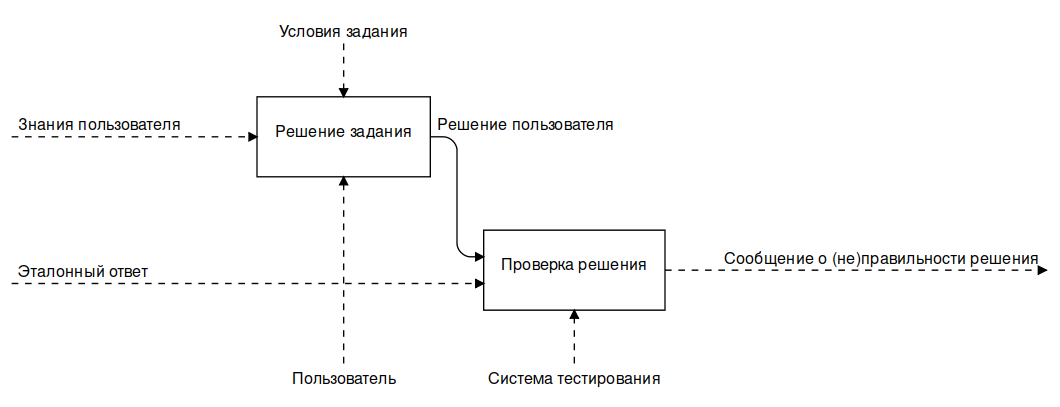 Условия задания
Знания пользователя
Решение задания
Решение пользователя
Эталонный ответ
Проверка решения
Сообщение о (не)правильности решения
Пользователь
Система тестирования